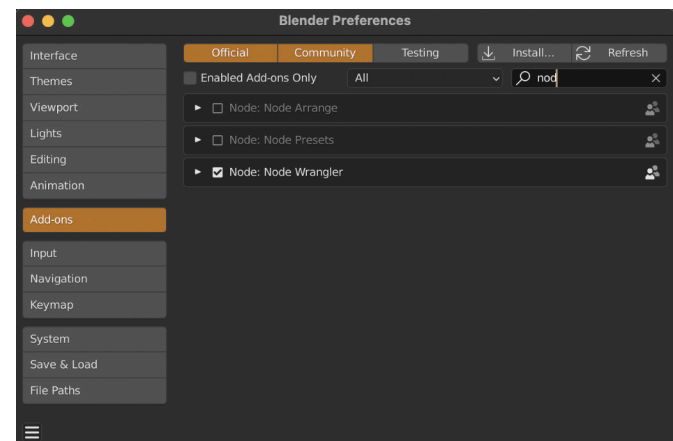 Blender Preferences
Interface
Themes
Viewport
Lights
Editing
Animation
Add-ons
Input
Navigation
Keymap
System
Save & Load
File Paths
Official Community Testing Install... Refresh
Enabled Add-ons Only All nod
Node: Node Arrange
Node: Node Presets
Node: Node Wrangler